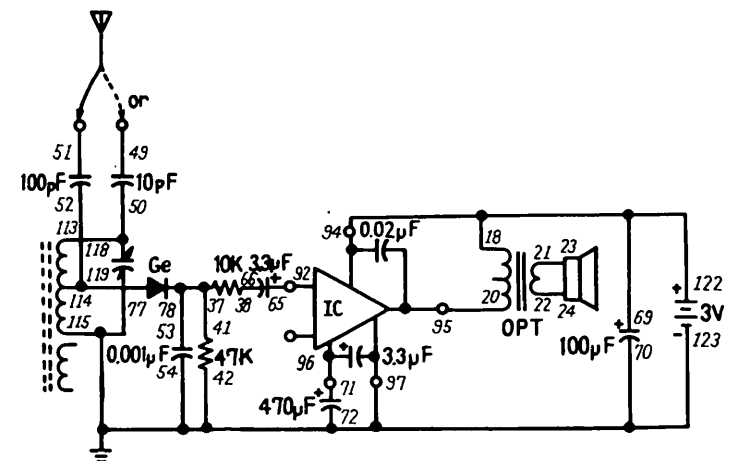 or
51 49
100pF 10pF
52 50
113
118
119
114
115
77 Ge 78
10K 3.3µF
37 38 66 65
53
0.001µF
54
41
47K
42
92
94
0.02µF
IC
95
96
3.3µF
71 97
470µF
72
18
20
OPT
21 23
22 24
69
100µF
70
+ 122
3V
- 123